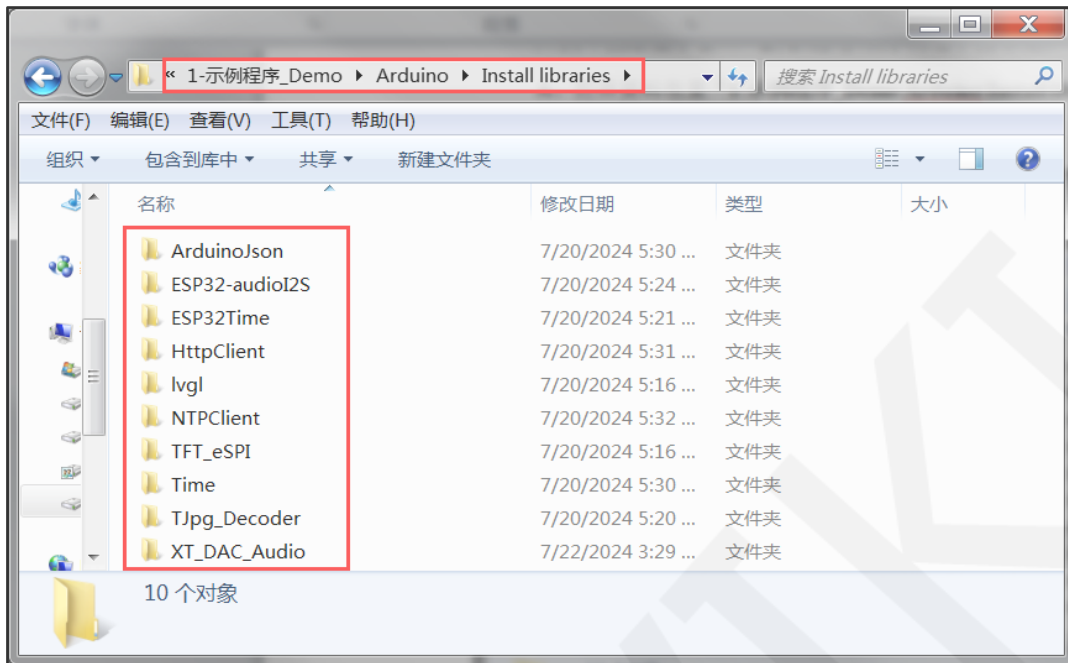 « 1-示例程序_Demo ▸ Arduino ▸ Install libraries ▸ 搜索 Install libraries
文件(F) 编辑(E) 查看(V) 工具(T) 帮助(H)
组织 ▾ 包含到库中 ▾ 共享 ▾ 新建文件夹
名称 修改日期 类型 大小
ArduinoJson 7/20/2024 5:30 ... 文件夹
ESP32-audioI2S 7/20/2024 5:24 ... 文件夹
ESP32Time 7/20/2024 5:21 ... 文件夹
HttpClient 7/20/2024 5:31 ... 文件夹
lvgl 7/20/2024 5:16 ... 文件夹
NTPClient 7/20/2024 5:32 ... 文件夹
TFT_eSPI 7/20/2024 5:16 ... 文件夹
Time 7/20/2024 5:30 ... 文件夹
TJpg_Decoder 7/20/2024 5:20 ... 文件夹
XT_DAC_Audio 7/22/2024 3:29 ... 文件夹
10 个对象